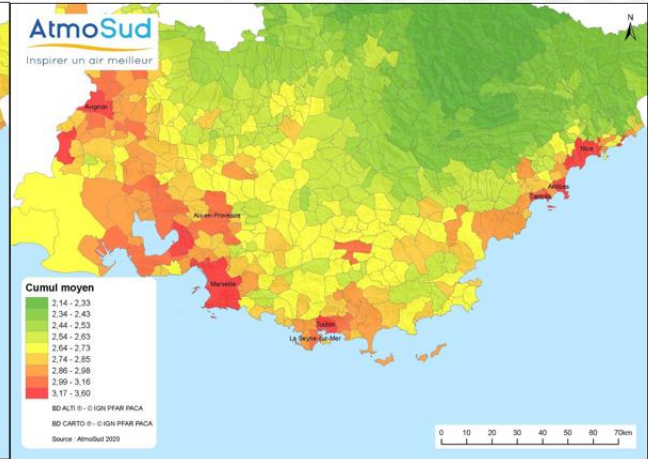 AtmoSud
Inspirer un air meilleur
N
Avignon
Nice
Antibes
Cannes
Aix-en-Provence
Marseille
Toulon
La Seyne-sur-Mer
Cumul moyen
2,14 - 2,33
2,34 - 2,43
2,44 - 2,53
2,54 - 2,63
2,64 - 2,73
2,74 - 2,85
2,86 - 2,98
2,99 - 3,16
3,17 - 3,60
BD ALTI ® - © IGN PFAR PACA
BD CARTO ® - © IGN PFAR PACA
Source : AtmoSud 2020
0 10 20 30 40 50 60 70km